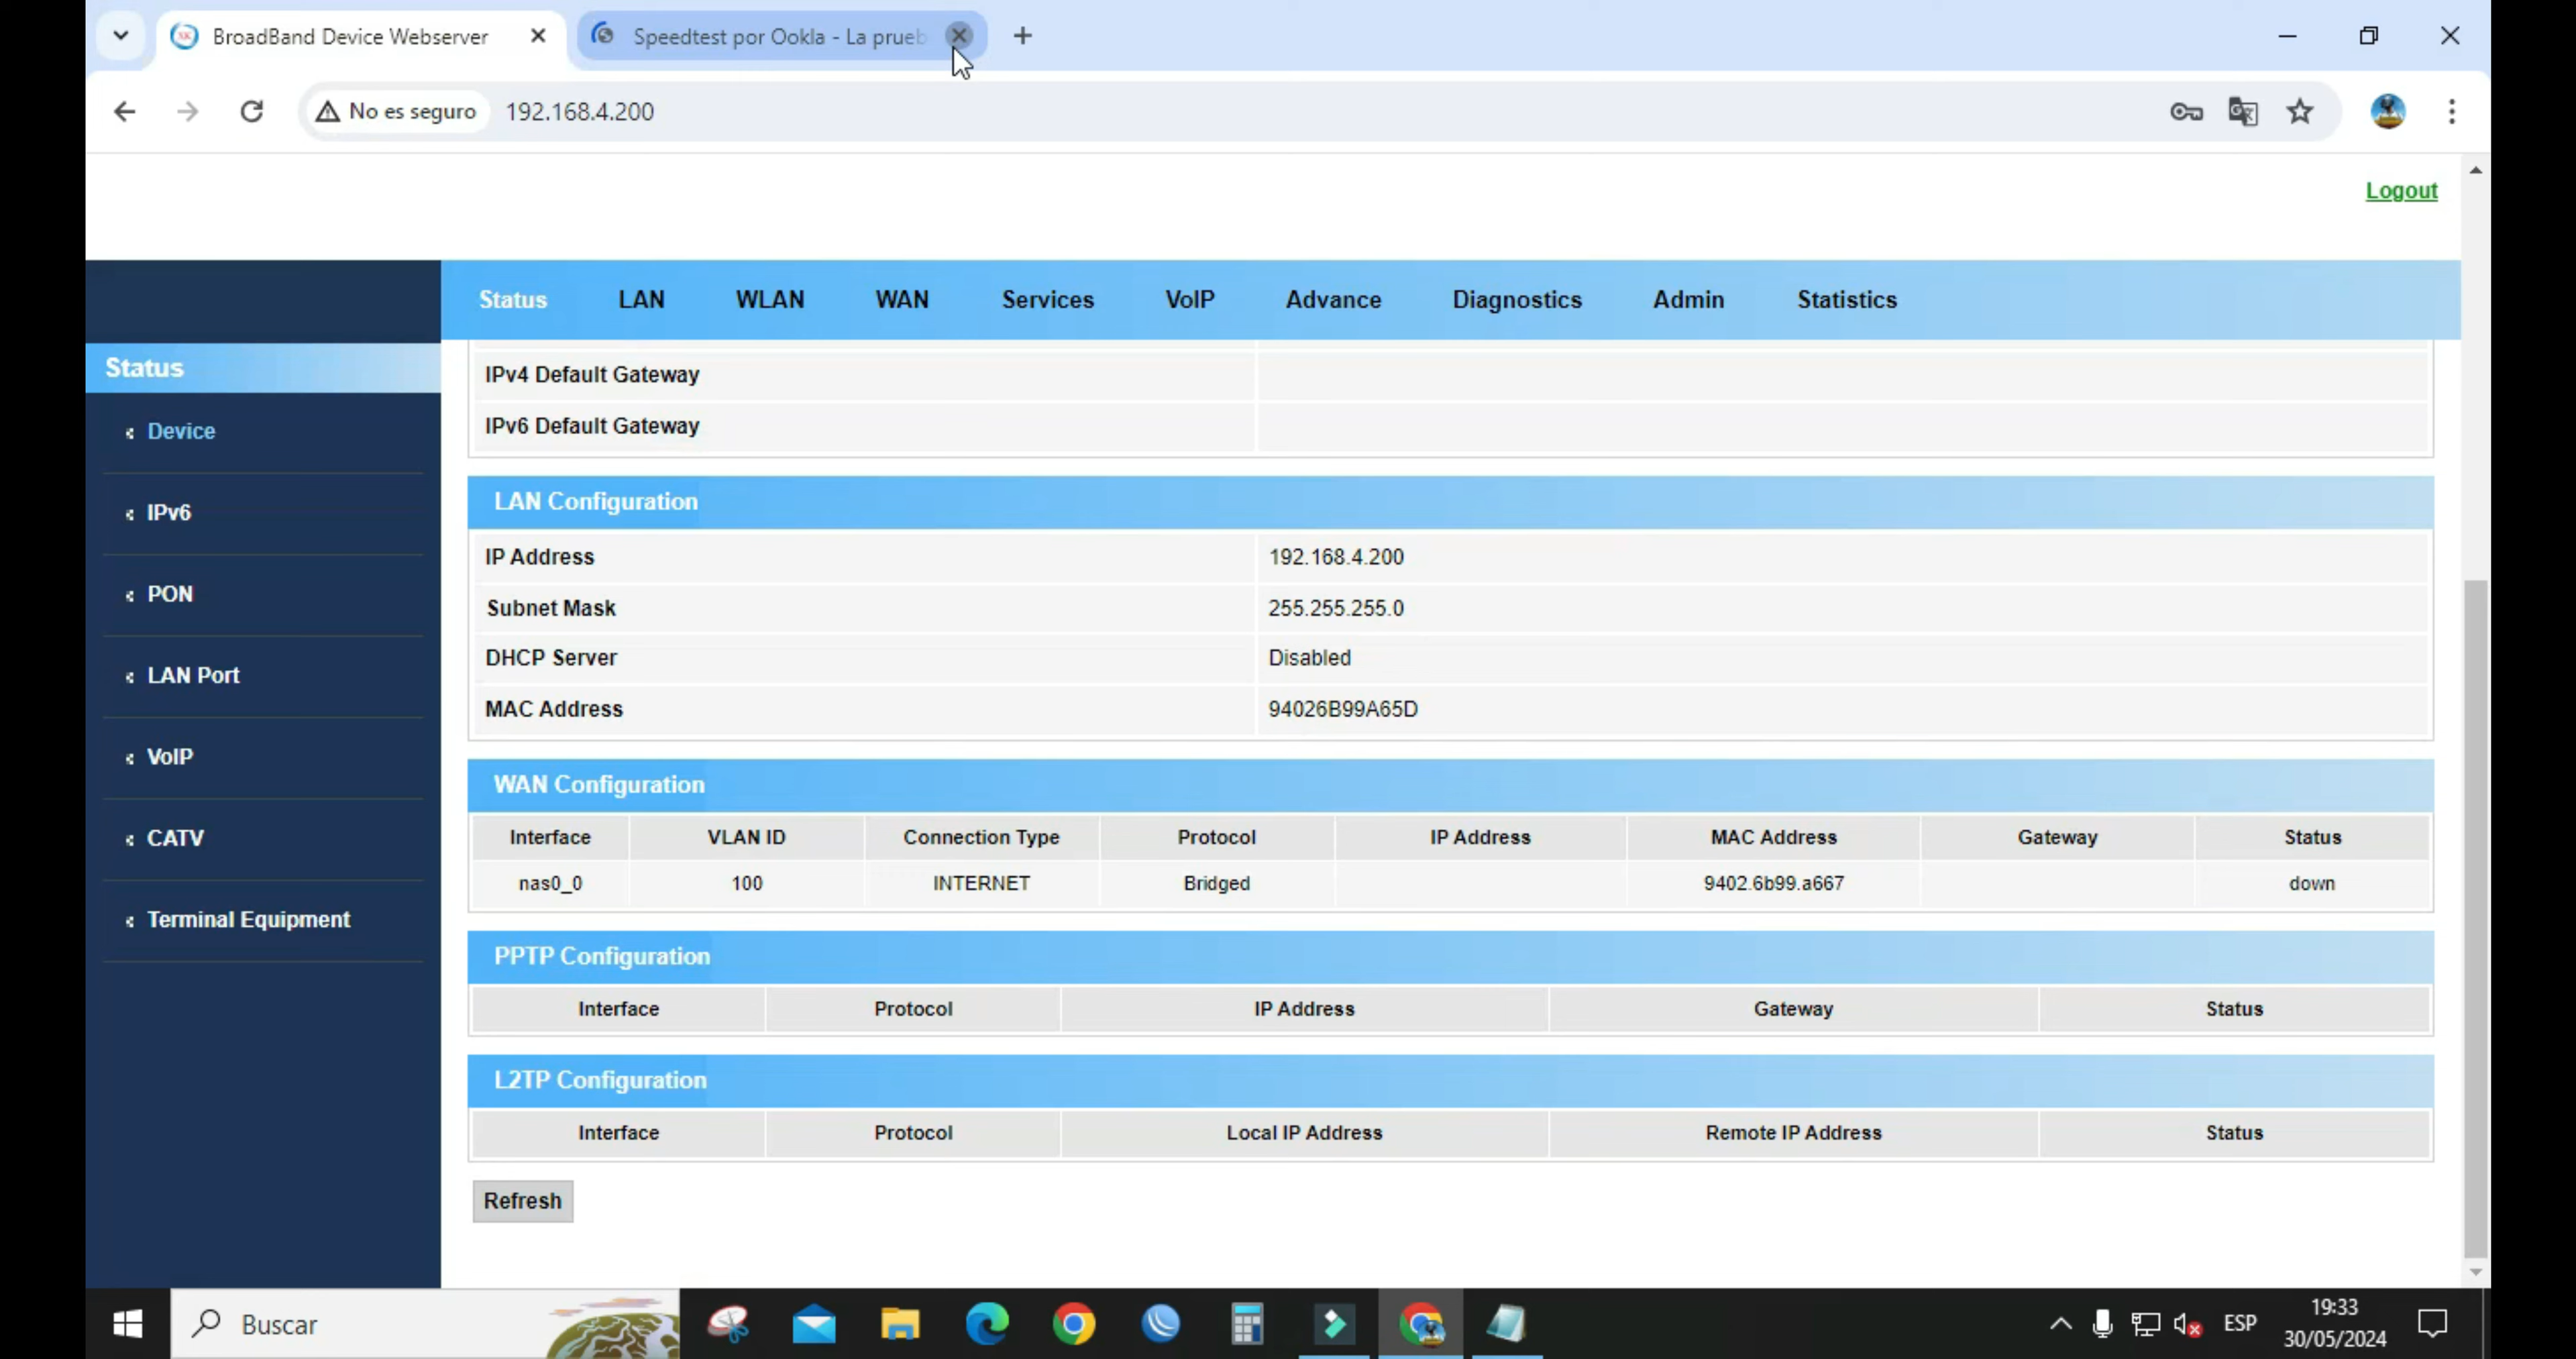 BroadBand Device Webserver
Speedtest por Ookla - La prueb
No es seguro 192.168.4.200
Logout
Status LAN WLAN WAN Services VoIP Advance Diagnostics Admin Statistics
Status
Device
IPv6
PON
LAN Port
VoIP
CATV
Terminal Equipment
IPv4 Default Gateway
IPv6 Default Gateway
LAN Configuration
IP Address 192.168.4.200
Subnet Mask 255.255.255.0
DHCP Server Disabled
MAC Address 94026B99A65D
WAN Configuration
Interface VLAN ID Connection Type Protocol IP Address MAC Address Gateway Status
nas0_0 100 INTERNET Bridged 9402.6b99.a667 down
PPTP Configuration
Interface Protocol IP Address Gateway Status
L2TP Configuration
Interface Protocol Local IP Address Remote IP Address Status
Refresh
Buscar
ESP
19:33
30/05/2024